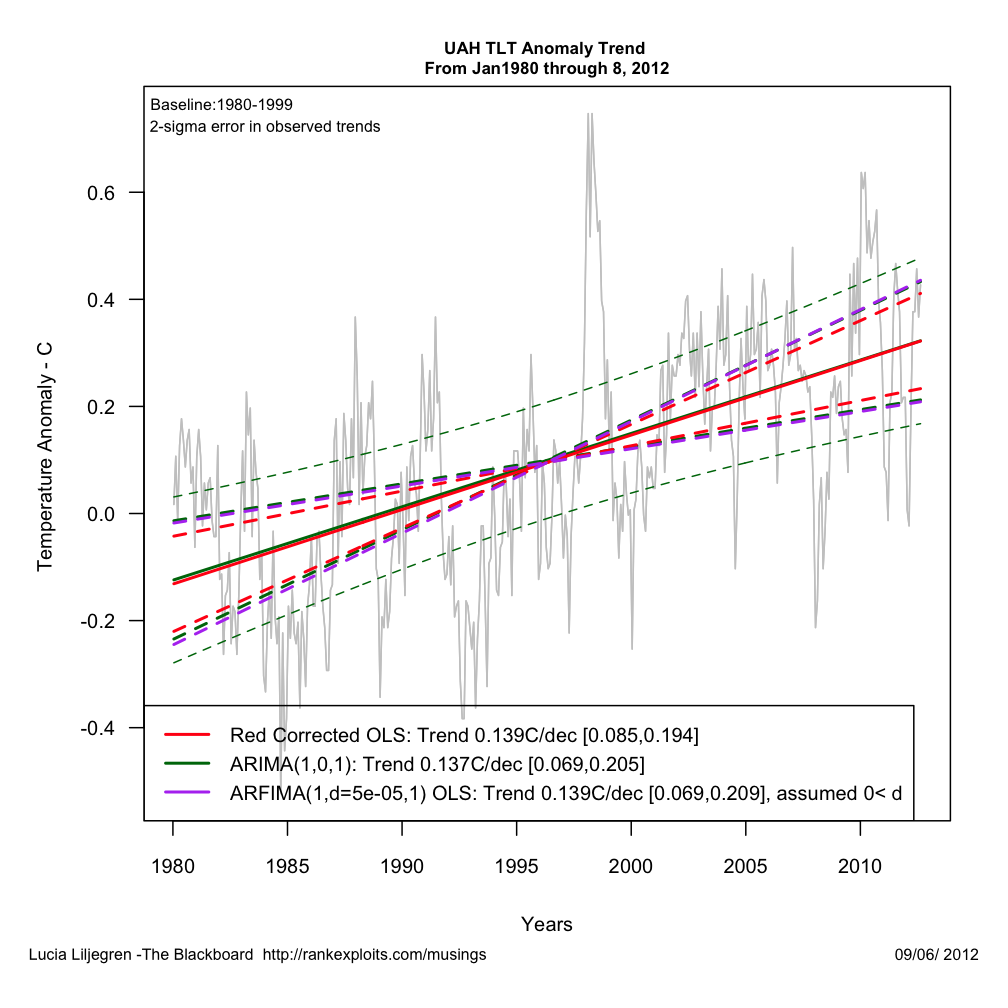 UAH TLT Anomaly Trend
From Jan1980 through 8, 2012
Baseline:1980-1999
2-sigma error in observed trends
Temperature Anomaly - C
0.6
0.4
0.2
0.0
-0.2
-0.4
Red Corrected OLS: Trend 0.139C/dec [0.085,0.194]
ARIMA(1,0,1): Trend 0.137C/dec [0.069,0.205]
ARFIMA(1,d=5e-05,1) OLS: Trend 0.139C/dec [0.069,0.209], assumed 0< d
1980 1985 1990 1995 2000 2005 2010
Years
Lucia Liljegren -The Blackboard http://rankexploits.com/musings 09/06/ 2012